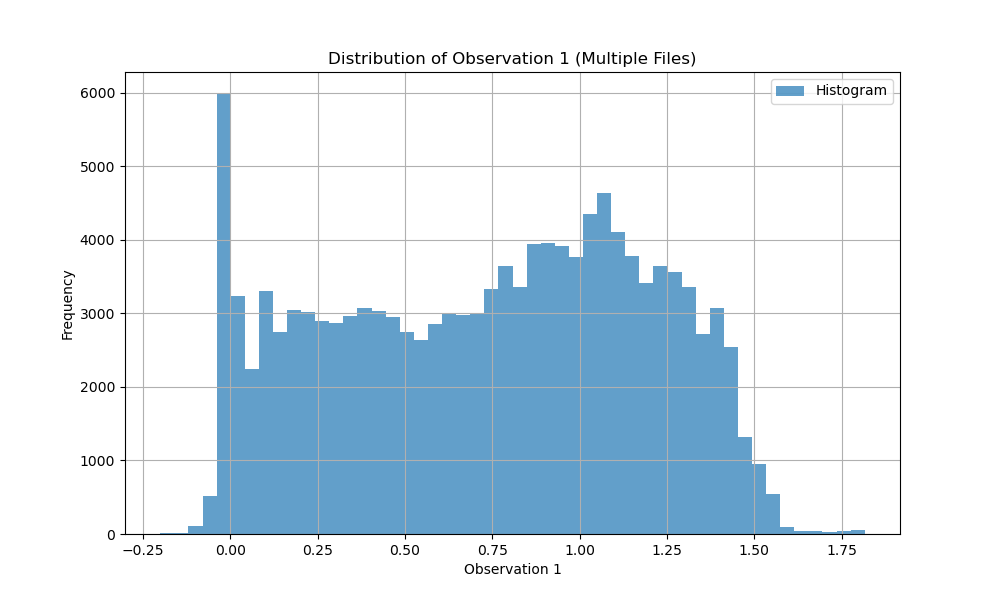 Distribution of Observation 1 (Multiple Files)
Histogram
Frequency
6000
5000
4000
3000
2000
1000
0
−0.25 0.00 0.25 0.50 0.75 1.00 1.25 1.50 1.75
Observation 1